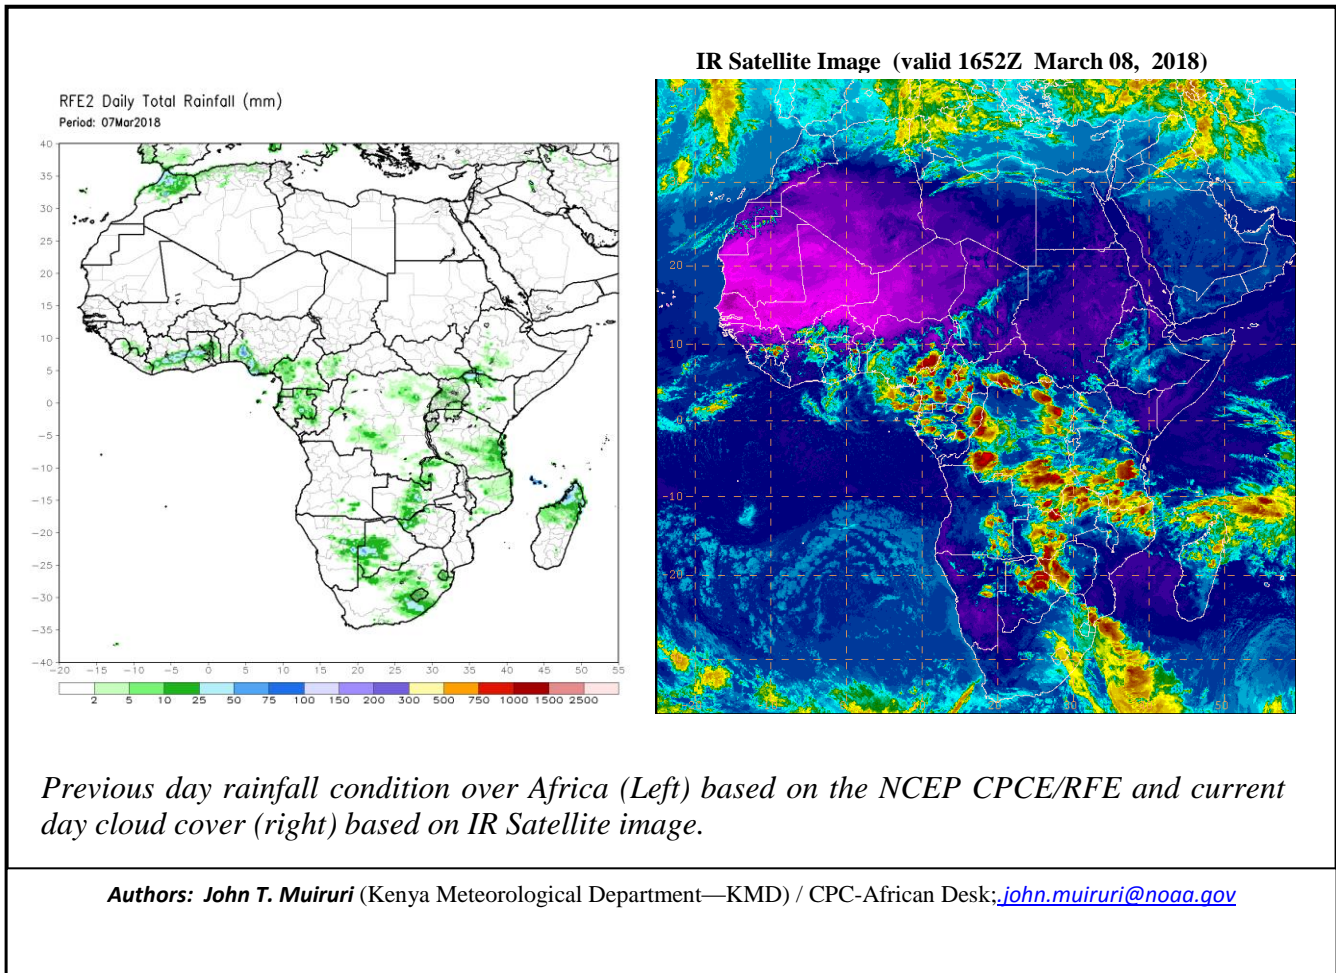 IR Satellite Image (valid 1652Z March 08, 2018)
RFE2 Daily Total Rainfall (mm)
Period: 07Mar2018
40
35
30
25
20
15
10
5
0
-5
-10
-15
-20
-25
-30
-35
-40
-20 -15 -10 -5 0 5 10 15 20 25 30 35 40 45 50 55
2 5 10 25 50 75 100 150 200 300 500 750 1000 1500 2500
20
10
-10
-20
Previous day rainfall condition over Africa (Left) based on the NCEP CPCE/RFE and current
day cloud cover (right) based on IR Satellite image.
Authors: John T. Muiruri (Kenya Meteorological Department—KMD) / CPC-African Desk;.john.muiruri@noaa.gov